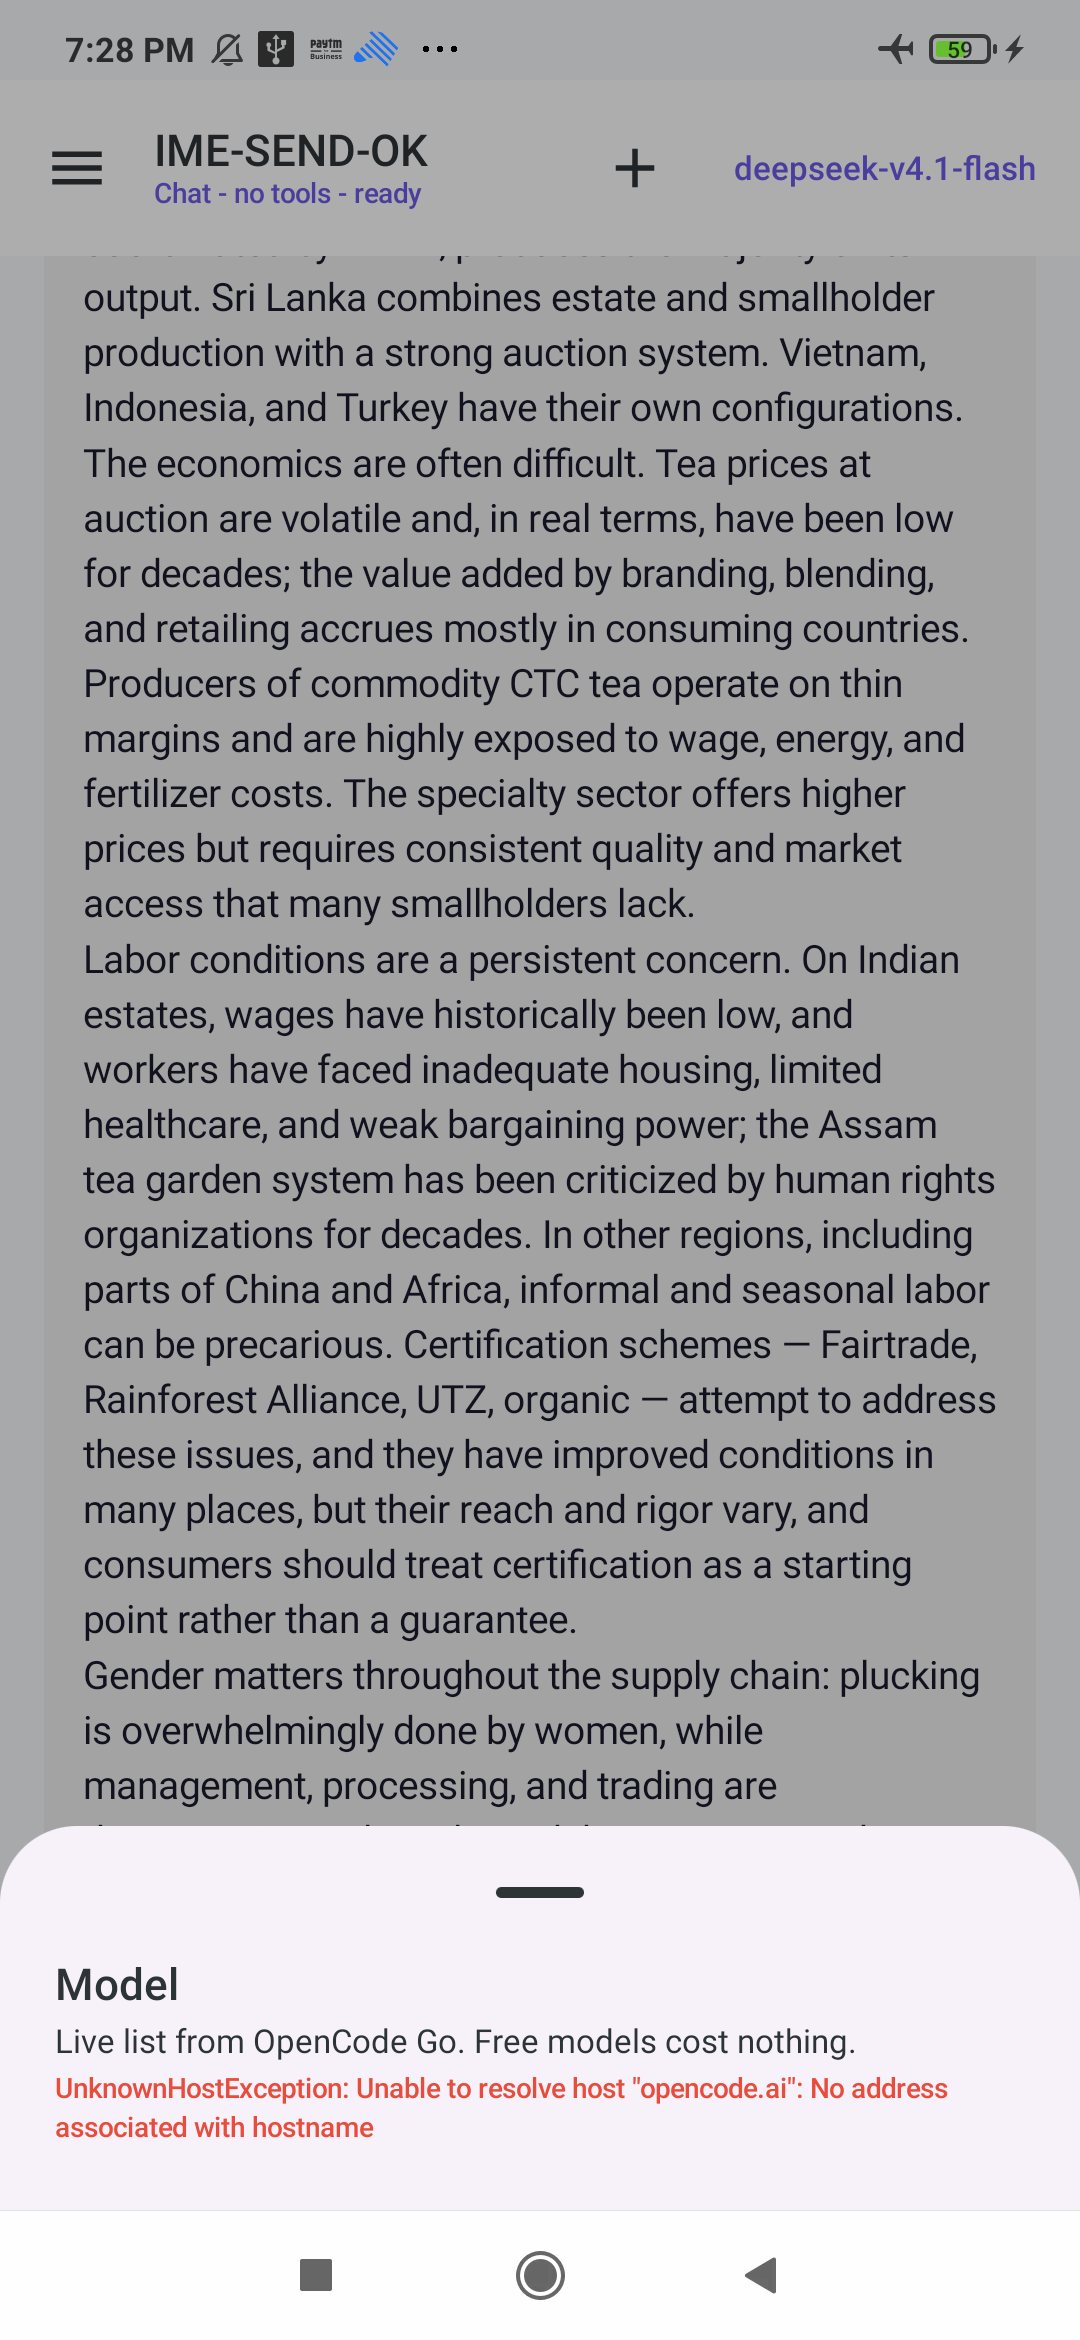 7:28 PM
paytm
Business
59
IME-SEND-OK
Chat - no tools - ready
deepseek-v4.1-flash
output. Sri Lanka combines estate and smallholder
production with a strong auction system. Vietnam,
Indonesia, and Turkey have their own configurations.
The economics are often difficult. Tea prices at
auction are volatile and, in real terms, have been low
for decades; the value added by branding, blending,
and retailing accrues mostly in consuming countries.
Producers of commodity CTC tea operate on thin
margins and are highly exposed to wage, energy, and
fertilizer costs. The specialty sector offers higher
prices but requires consistent quality and market
access that many smallholders lack.
Labor conditions are a persistent concern. On Indian
estates, wages have historically been low, and
workers have faced inadequate housing, limited
healthcare, and weak bargaining power; the Assam
tea garden system has been criticized by human rights
organizations for decades. In other regions, including
parts of China and Africa, informal and seasonal labor
can be precarious. Certification schemes — Fairtrade,
Rainforest Alliance, UTZ, organic — attempt to address
these issues, and they have improved conditions in
many places, but their reach and rigor vary, and
consumers should treat certification as a starting
point rather than a guarantee.
Gender matters throughout the supply chain: plucking
is overwhelmingly done by women, while
management, processing, and trading are
Model
Live list from OpenCode Go. Free models cost nothing.
UnknownHostException: Unable to resolve host "opencode.ai": No address
associated with hostname